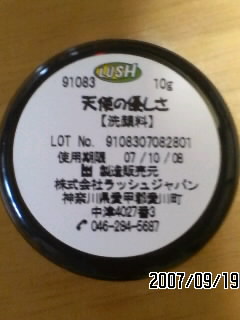 LUSH
91083 10g
天使の優しさ
【洗顔料】
LOT No. 9108307082801
使用期限 07/10/08
製造販売元
株式会社ラッシュジャパン
神奈川県愛甲郡愛川町
中津4027番3
046-284-5687
2007/09/19